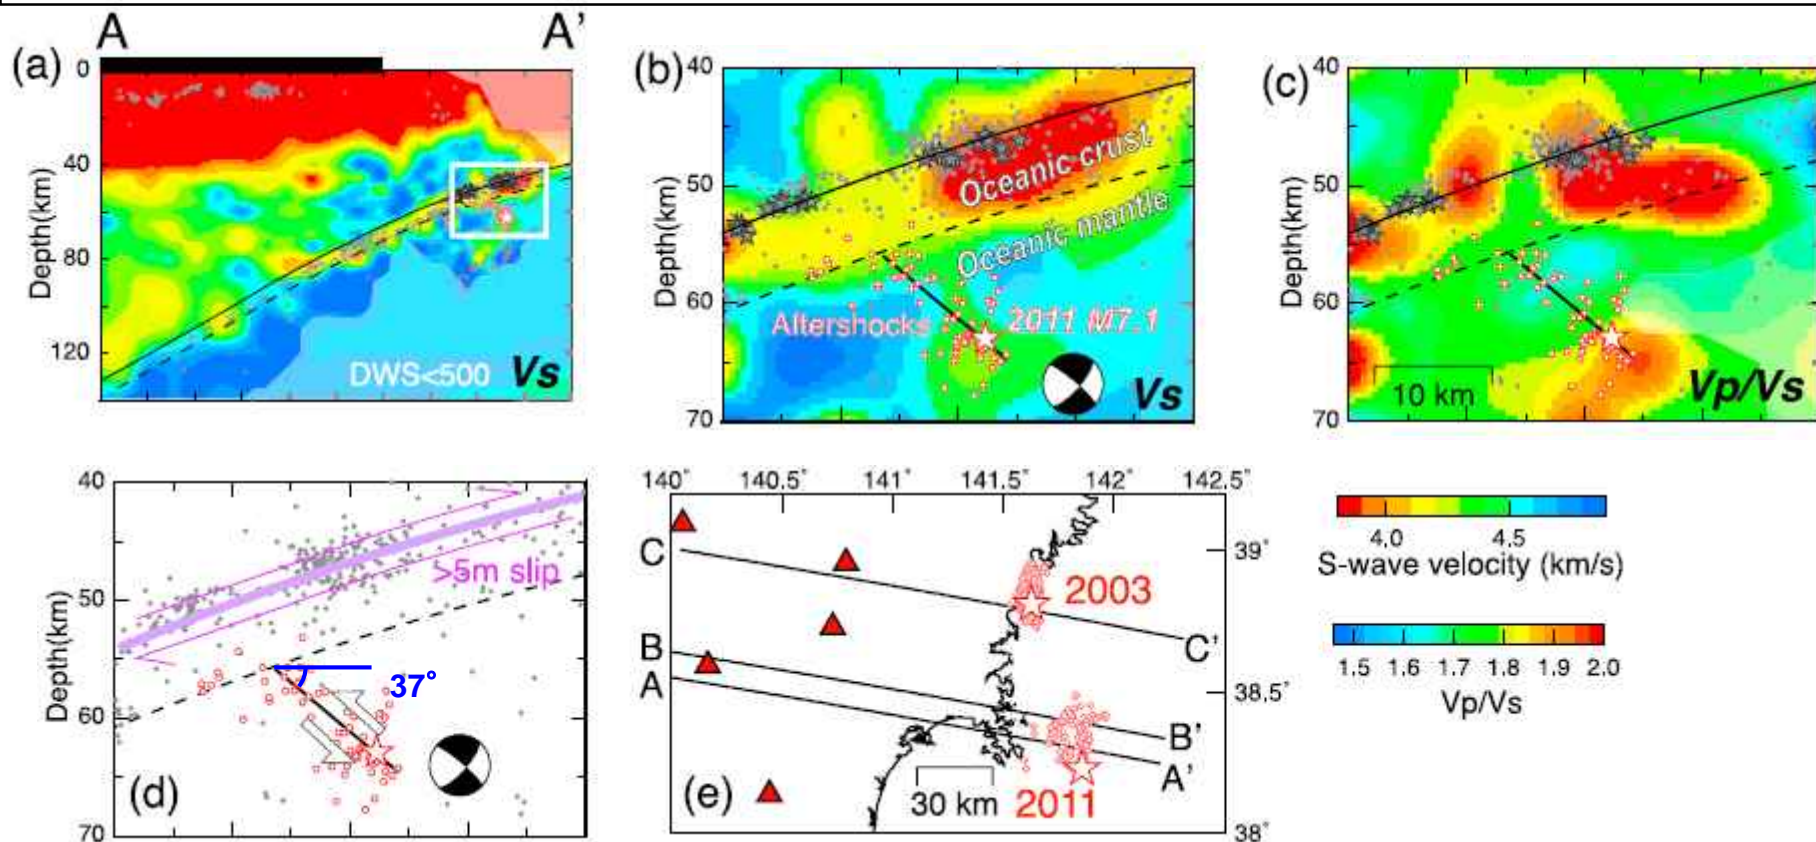 A A'
(a)
0
40
80
120
Depth(km)
DWS<500 Vs
(b)
40
50
60
70
Depth(km)
Oceanic crust
Oceanic mantle
Aftershocks
2011 M7.1
Vs
(c)
40
50
60
70
Depth(km)
10 km
Vp/Vs
40
50
60
70
Depth(km)
>5m slip
37°
(d)
140° 140.5° 141° 141.5° 142° 142.5°
C
2003
39°
C'
B
A
38.5°
B'
A'
(e)
30 km
2011
38°
4.0 4.5
S-wave velocity (km/s)
1.5 1.6 1.7 1.8 1.9 2.0
Vp/Vs